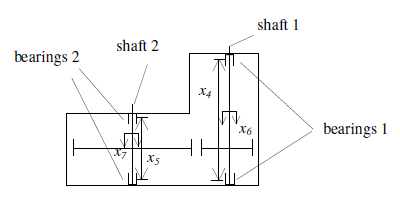 shaft 1
shaft 2
bearings 2
x4
x6
bearings 1
x7
x5